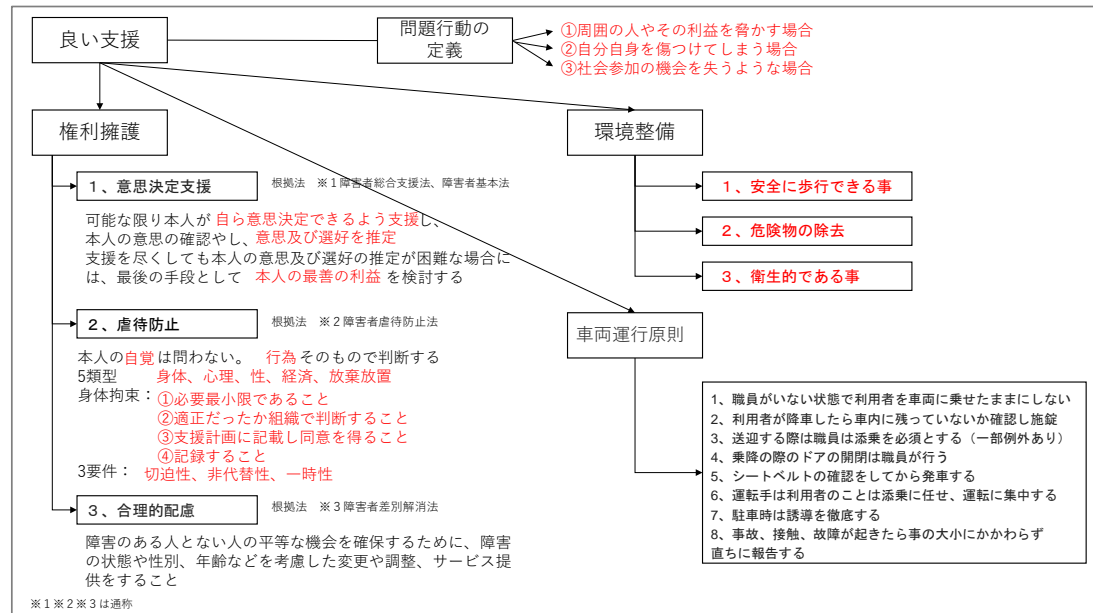 良い支援
問題行動の
定義
①周囲の人やその利益を脅かす場合
②自分自身を傷つけてしまう場合
③社会参加の機会を失うような場合
権利擁護
環境整備
1、意思決定支援
根拠法　※1障害者総合支援法、障害者基本法
可能な限り本人が 自ら意思決定できるよう支援し、
本人の意思の確認やし、意思及び選好を推定
支援を尽くしても本人の意思及び選好の推定が困難な場合に
は、最後の手段として　本人の最善の利益 を検討する
1、安全に歩行できる事
2、危険物の除去
3、衛生的である事
2、虐待防止
根拠法　※2障害者虐待防止法
本人の自覚 は問わない。　行為 そのもので判断する
5類型　　身体、心理、性、経済、放棄放置
身体拘束： ①必要最小限であること
②適正だったか組織で判断すること
③支援計画に記載し同意を得ること
④記録すること
3要件：　切迫性、非代替性、一時性
車両運行原則
1、職員がいない状態で利用者を車両に乗せたままにしない
2、利用者が降車したら車内に残っていないか確認し施錠
3、送迎する際は職員は添乗を必須とする（一部例外あり）
4、乗降の際のドアの開閉は職員が行う
5、シートベルトの確認をしてから発車する
6、運転手は利用者のことは添乗に任せ、運転に集中する
7、駐車時は誘導を徹底する
8、事故、接触、故障が起きたら事の大小にかかわらず
直ちに報告する
3、合理的配慮
根拠法　※3障害者差別解消法
障害のある人とない人の平等な機会を確保するために、障害
の状態や性別、年齢などを考慮した変更や調整、サービス提
供をすること
※1※2※3は通称